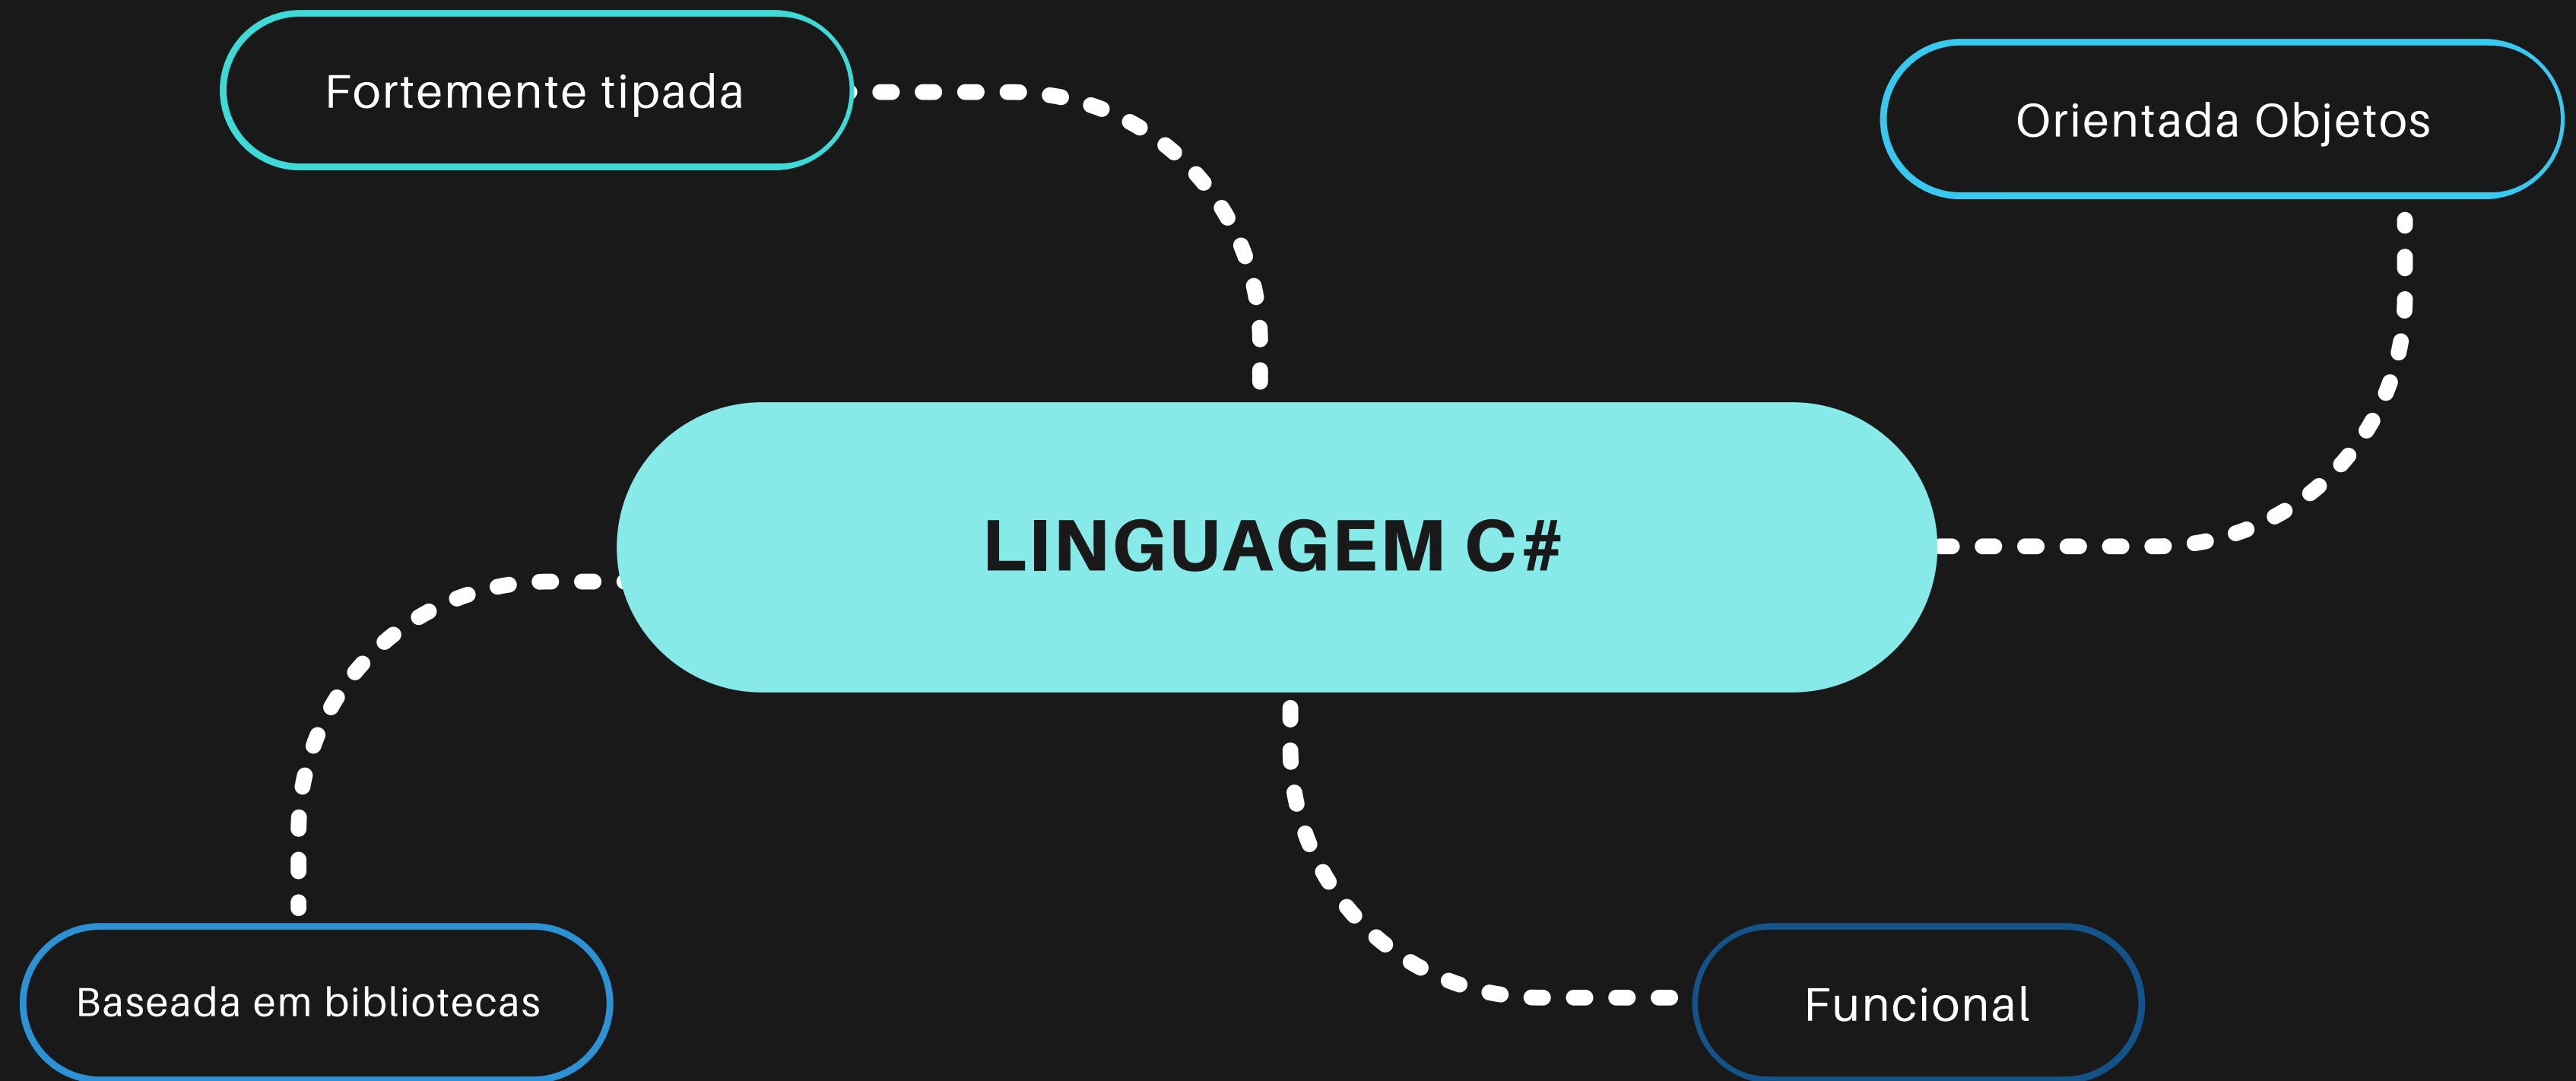 Fortemente tipada
Orientada Objetos
LINGUAGEM C#
Baseada em bibliotecas
Funcional